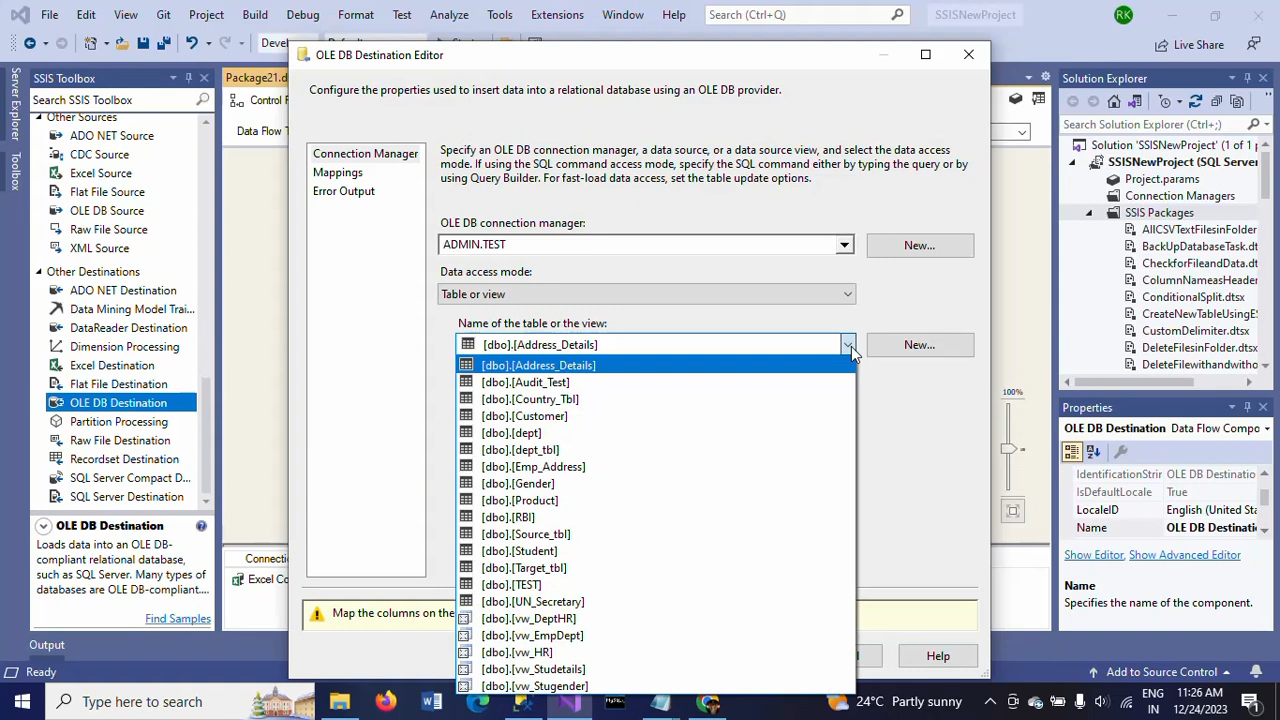 File Edit View Git Project Build Debug Format Test Analyze Tools Extensions Window Help Search (Ctrl+Q) SSISNewProject RK
Live Share
OLE DB Destination Editor
Configure the properties used to insert data into a relational database using an OLE DB provider.
Connection Manager
Mappings
Error Output
Specify an OLE DB connection manager, a data source, or a data source view, and select the data access
mode. If using the SQL command access mode, specify the SQL command either by typing the query or by
using Query Builder. For fast-load data access, set the table update options.
OLE DB connection manager:
ADMIN.TEST New...
Data access mode:
Table or view
Name of the table or the view:
[dbo].[Address_Details] New...
[dbo].[Address_Details]
[dbo].[Audit_Test]
[dbo].[Country_Tbl]
[dbo].[Customer]
[dbo].[dept]
[dbo].[dept_tbl]
[dbo].[Emp_Address]
[dbo].[Gender]
[dbo].[Product]
[dbo].[RBI]
[dbo].[Source_tbl]
[dbo].[Student]
[dbo].[Target_tbl]
[dbo].[TEST]
[dbo].[UN_Secretary]
[dbo].[vw_DeptHR]
[dbo].[vw_EmpDept]
[dbo].[vw_HR]
[dbo].[vw_Studetails]
[dbo].[vw_Stugender]
Map the columns on the
Help
Server Explorer
Toolbox
SSIS Toolbox
Search SSIS Toolbox
Other Sources
ADO NET Source
CDC Source
Excel Source
Flat File Source
OLE DB Source
Raw File Source
XML Source
Other Destinations
ADO NET Destination
Data Mining Model Trai...
DataReader Destination
Dimension Processing
Excel Destination
Flat File Destination
OLE DB Destination
Partition Processing
Raw File Destination
Recordset Destination
SQL Server Compact D...
SQL Server Destination
OLE DB Destination
Loads data into an OLE DB-
compliant relational database,
such as SQL Server. Many types of
databases are OLE DB-compliant...
Find Samples
Package21.d
Control F
Data Flow T
Connectio
Excel Co
100%
Solution Explorer
Search Solution Explorer (Ctrl+;)
Solution 'SSISNewProject' (
SSISNewProject (SQL Server
Project.params
Connection Managers
SSIS Packages
AllCSVTextFilesinFolder
BackUpDatabaseTask.dt
CheckforFileandData.dt
ColumnNamesasHeader
ConditionalSplit.dtsx
CreateNewTableusingES
CustomDelimiter.dtsx
DeleteFilewithandwitho
Properties
OLE DB Destination Data Flow Compo
IdentificationStrir OLE DB Destinatio
IsDefaultLocale True
LocaleID English (United S
Name OLE DB Destinatio
Show Editor, Show Advanced Editor
Name
Specifies the name of the component.
Output
Ready
Add to Source Control
Type here to search
24°C Partly sunny
ENG
IN
1:26 AM
12/24/2023
1